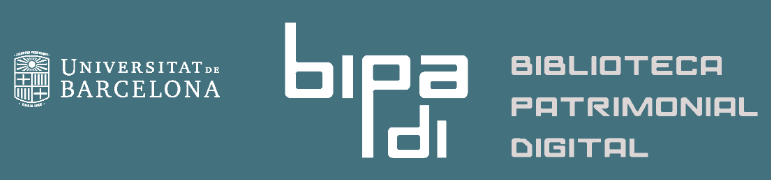 UNIVERSITAT DE
BARCELONA
bipa
di
BIBLIOTECA
PATRIMONIAL
DIGITAL